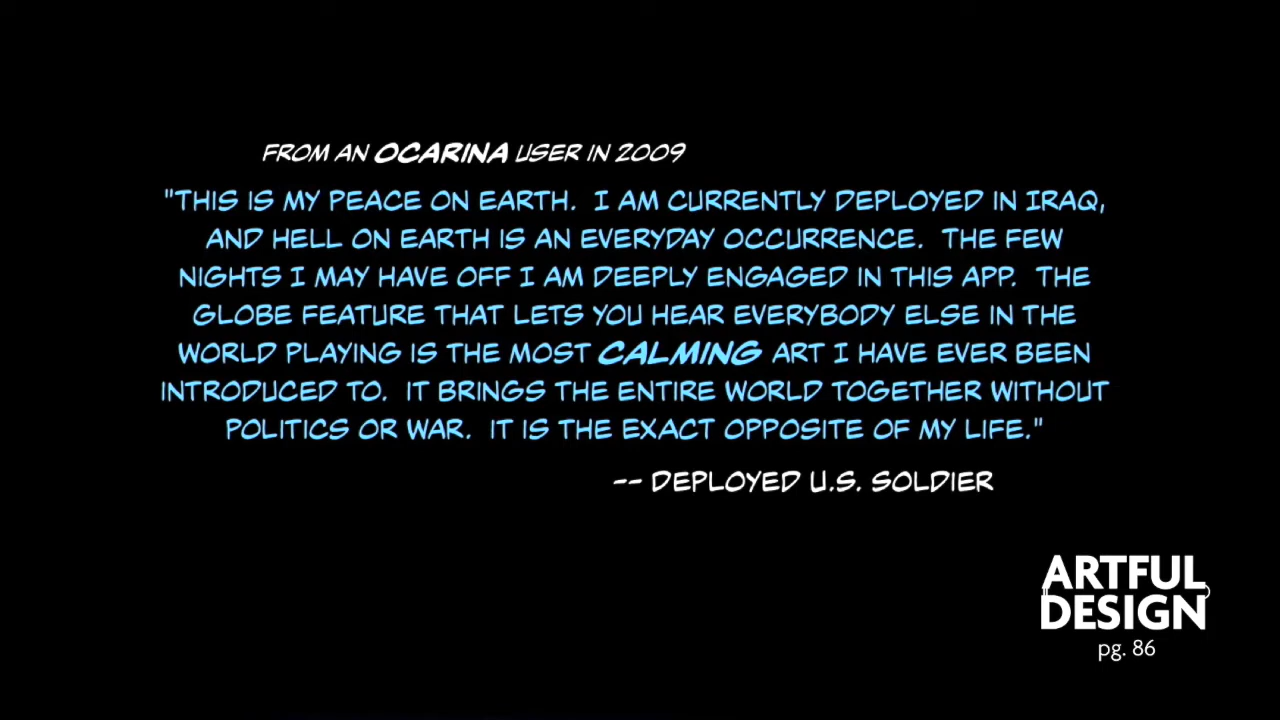 FROM AN OCARINA USER IN 2009
"THIS IS MY PEACE ON EARTH. I AM CURRENTLY DEPLOYED IN IRAQ,
AND HELL ON EARTH IS AN EVERYDAY OCCURRENCE. THE FEW
NIGHTS I MAY HAVE OFF I AM DEEPLY ENGAGED IN THIS APP. THE
GLOBE FEATURE THAT LETS YOU HEAR EVERYBODY ELSE IN THE
WORLD PLAYING IS THE MOST CALMING ART I HAVE EVER BEEN
INTRODUCED TO. IT BRINGS THE ENTIRE WORLD TOGETHER WITHOUT
POLITICS OR WAR. IT IS THE EXACT OPPOSITE OF MY LIFE."
-- DEPLOYED U.S. SOLDIER
ARTFUL
DESIGN
pg. 86